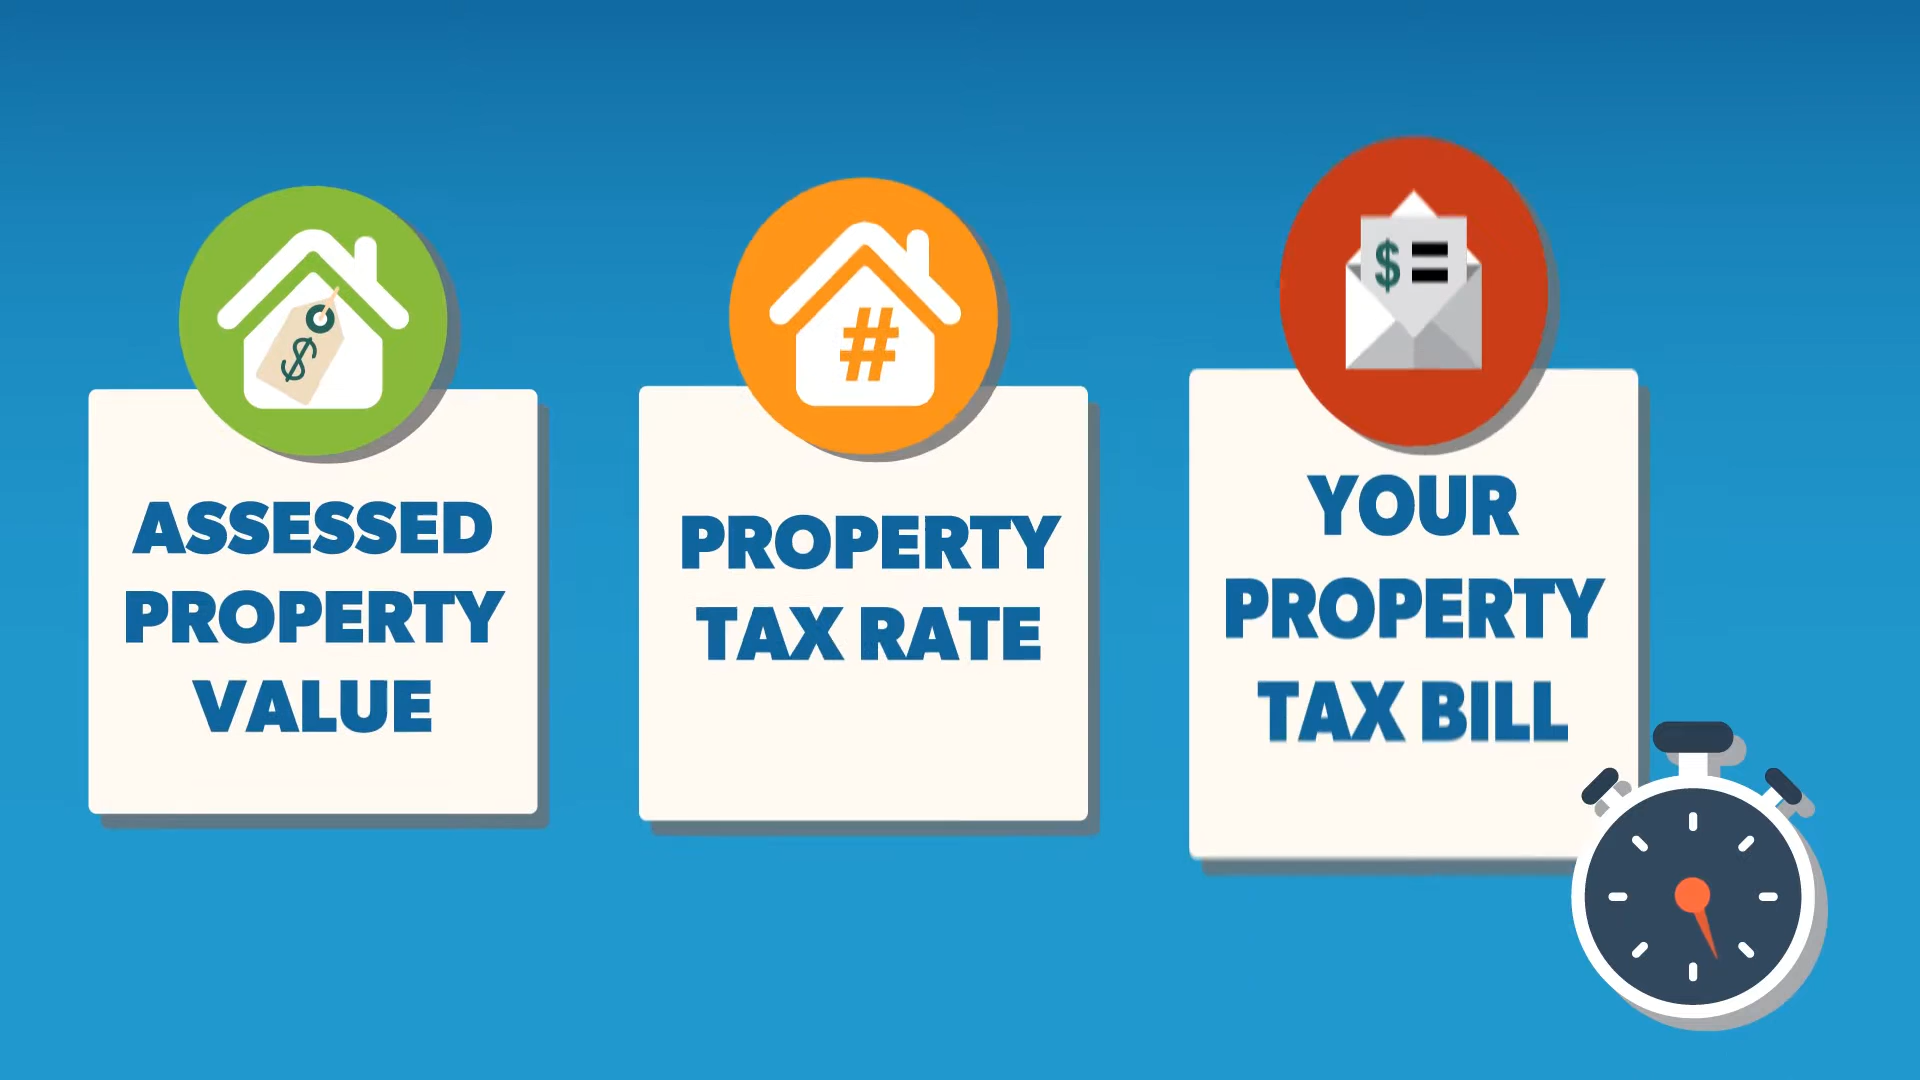 $
ASSESSED
PROPERTY
VALUE
#
PROPERTY
TAX RATE
$=
YOUR
PROPERTY
TAX BILL